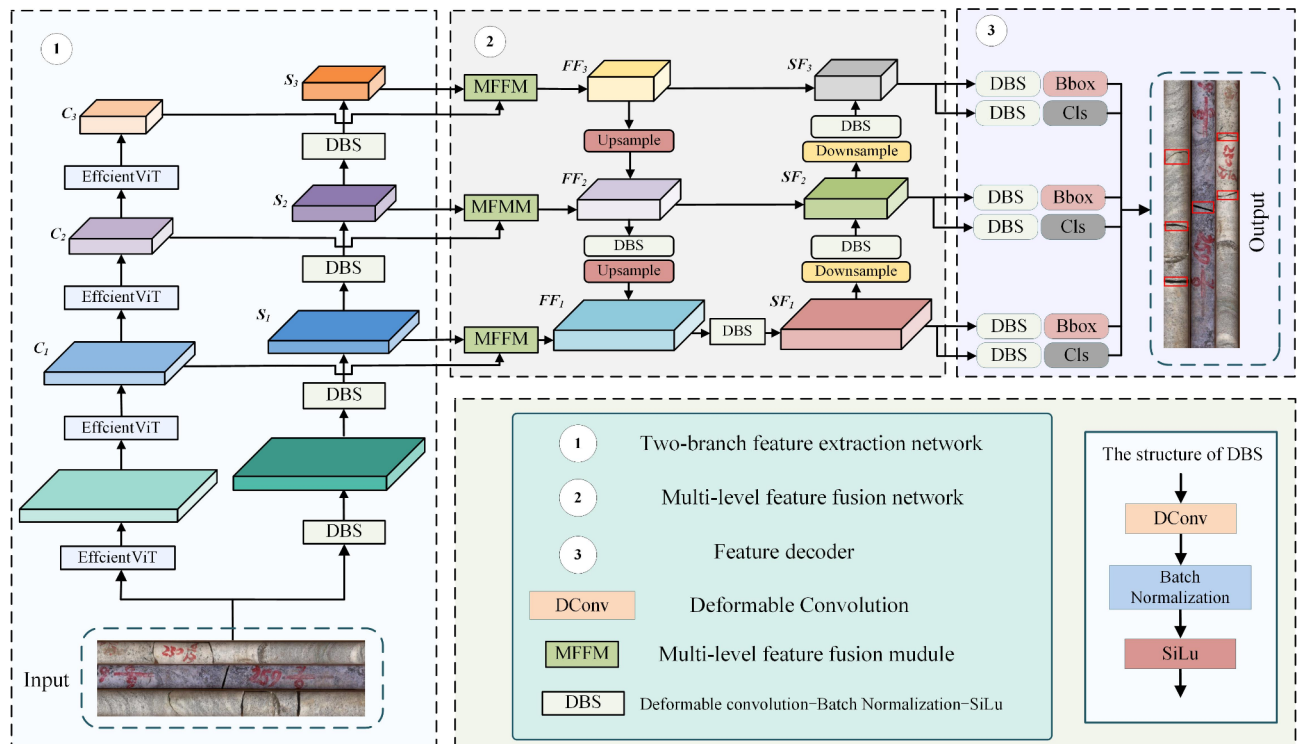 1
C3
EffcientViT
C2
EffcientViT
C1
EffcientViT
EffcientViT
S3
DBS
S2
DBS
S1
DBS
DBS
Input
2
MFFM
FF3
SF3
Upsample
DBS
Downsample
MFMM
FF2
SF2
DBS
Upsample
DBS
Downsample
MFFM
FF1
DBS
SF1
3
DBS Bbox
DBS Cls
DBS Bbox
DBS Cls
DBS Bbox
DBS Cls
Output
1 Two-branch feature extraction network
2 Multi-level feature fusion network
3 Feature decoder
DConv Deformable Convolution
MFFM Multi-level feature fusion mudule
DBS Deformable convolution-Batch Normalization-SiLu
The structure of DBS
DConv
Batch
Normalization
SiLu